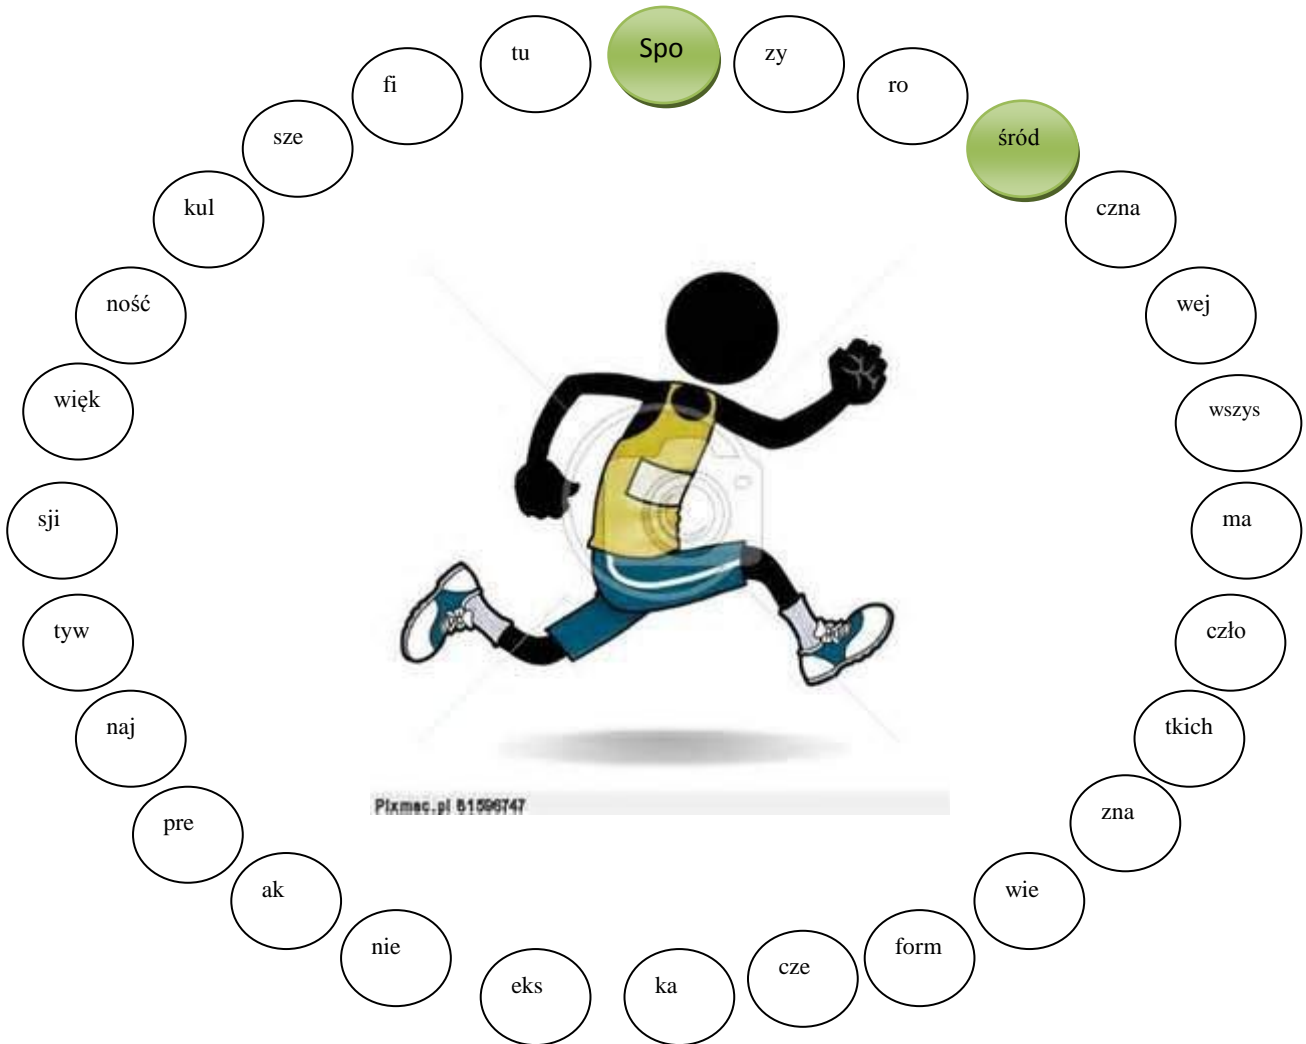 Spo
zy
ro
śród
czna
wej
wszys
ma
czło
tkich
zna
wie
form
cze
ka
eks
nie
ak
pre
naj
tyw
sji
więk
ność
kul
sze
fi
tu
Pixmac.pl 61596747